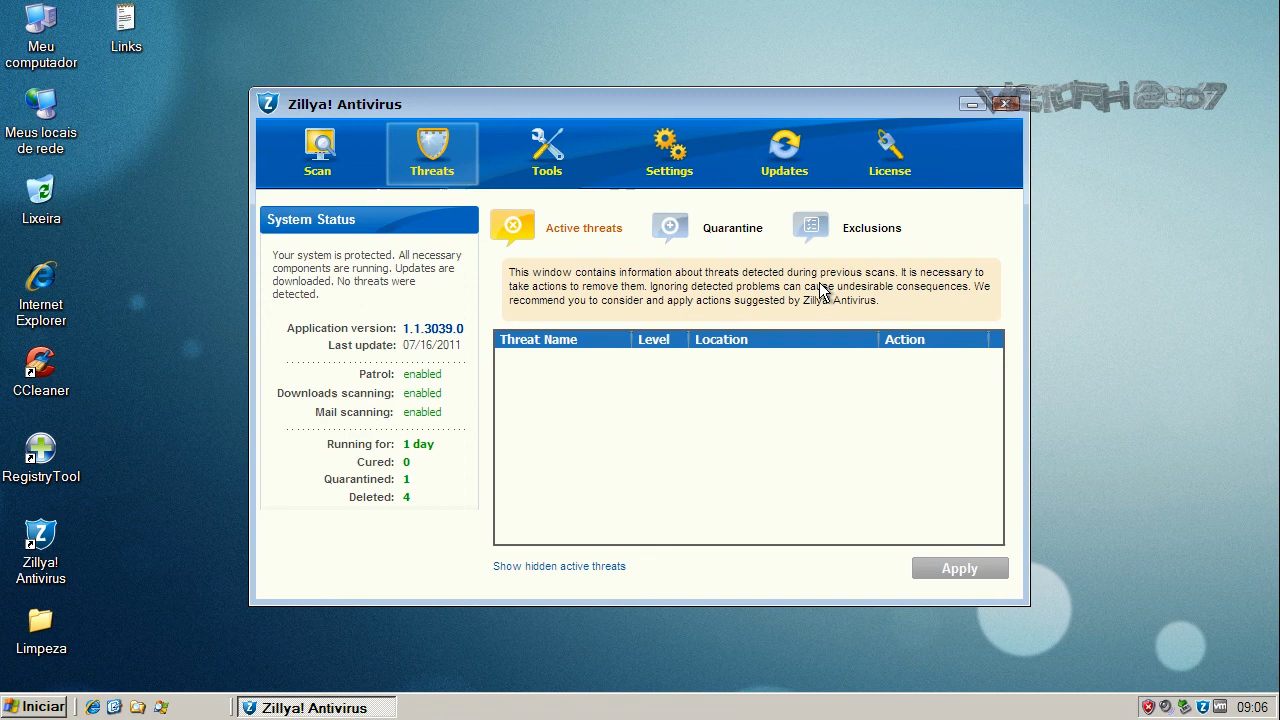 Meu
computador
Links
Meus locais
de rede
Lixeira
Internet
Explorer
CCleaner
RegistryTool
Zillya!
Antivirus
Limpeza
Zillya! Antivirus
Scan
Threats
Tools
Settings
Updates
License
System Status
Your system is protected. All necessary
components are running. Updates are
downloaded. No threats were
detected.
Application version: 1.1.3039.0
Last update: 07/16/2011
Patrol: enabled
Downloads scanning: enabled
Mail scanning: enabled
Running for: 1 day
Cured: 0
Quarantined: 1
Deleted: 4
Active threats
Quarantine
Exclusions
This window contains information about threats detected during previous scans. It is necessary to
take actions to remove them. Ignoring detected problems can cause undesirable consequences. We
recommend you to consider and apply actions suggested by Zillya! Antivirus.
Threat Name Level Location Action
Show hidden active threats
Apply
Iniciar
Zillya! Antivirus
09:06